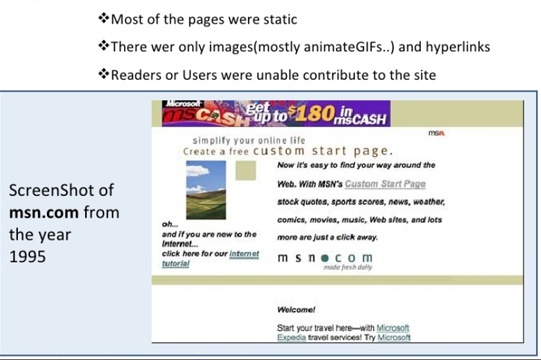 ❖Most of the pages were static
❖There wer only images(mostly animateGIFs..) and hyperlinks
❖Readers or Users were unable contribute to the site
ScreenShot of
msn.com from
the year
1995
Microsoft
msCASH get up to $180 in msCASH
msn.
simplify your online life
Create a free custom start page.
Now it's easy to find your way around the
Web. With MSN's Custom Start Page
stock quotes, sports scores, news, weather,
comics, movies, music, Web sites, and lots
more are just a click away.
oh...
and if you are new to the
Internet...
click here for our internet
tutorial
msn.com
made fresh daily
Welcome!
Start your travel here—with Microsoft
Expedia travel services! Try Microsoft